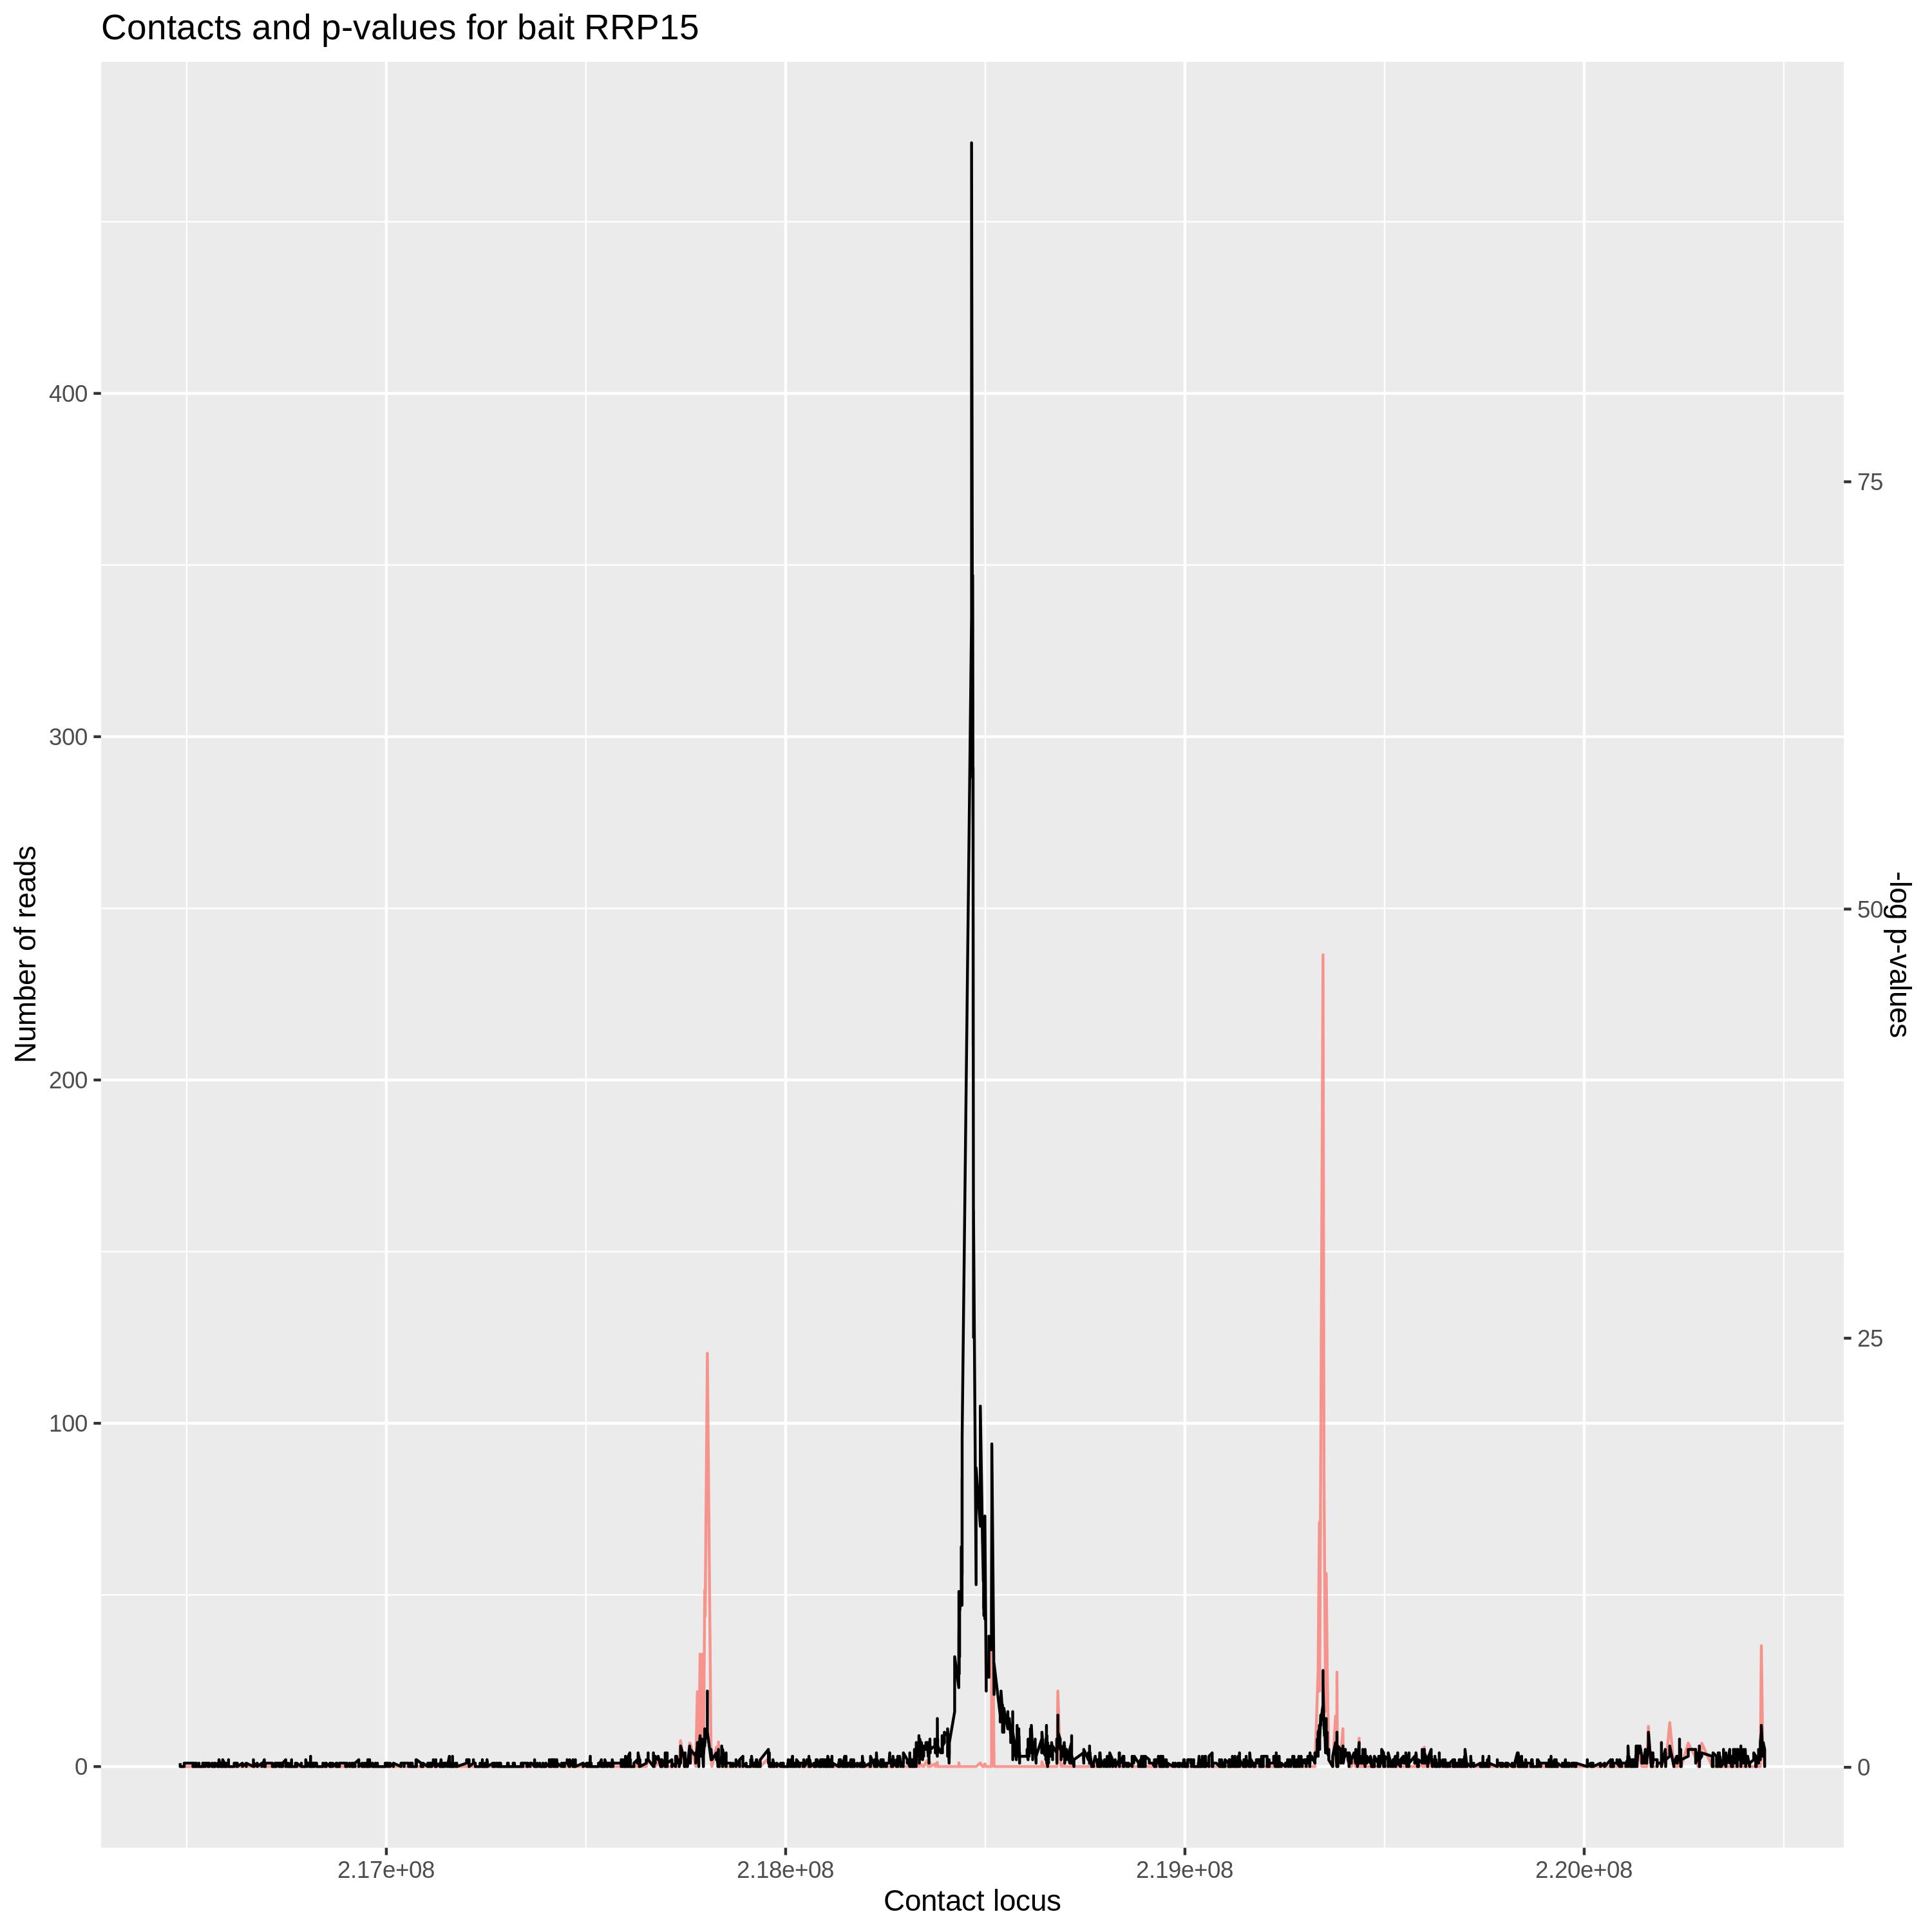 Contacts and p-values for bait RRP15
400
300
200
100
0
Number of reads
75
50
25
0
-log p-values
2.17e+08 2.18e+08 2.19e+08 2.20e+08
Contact locus